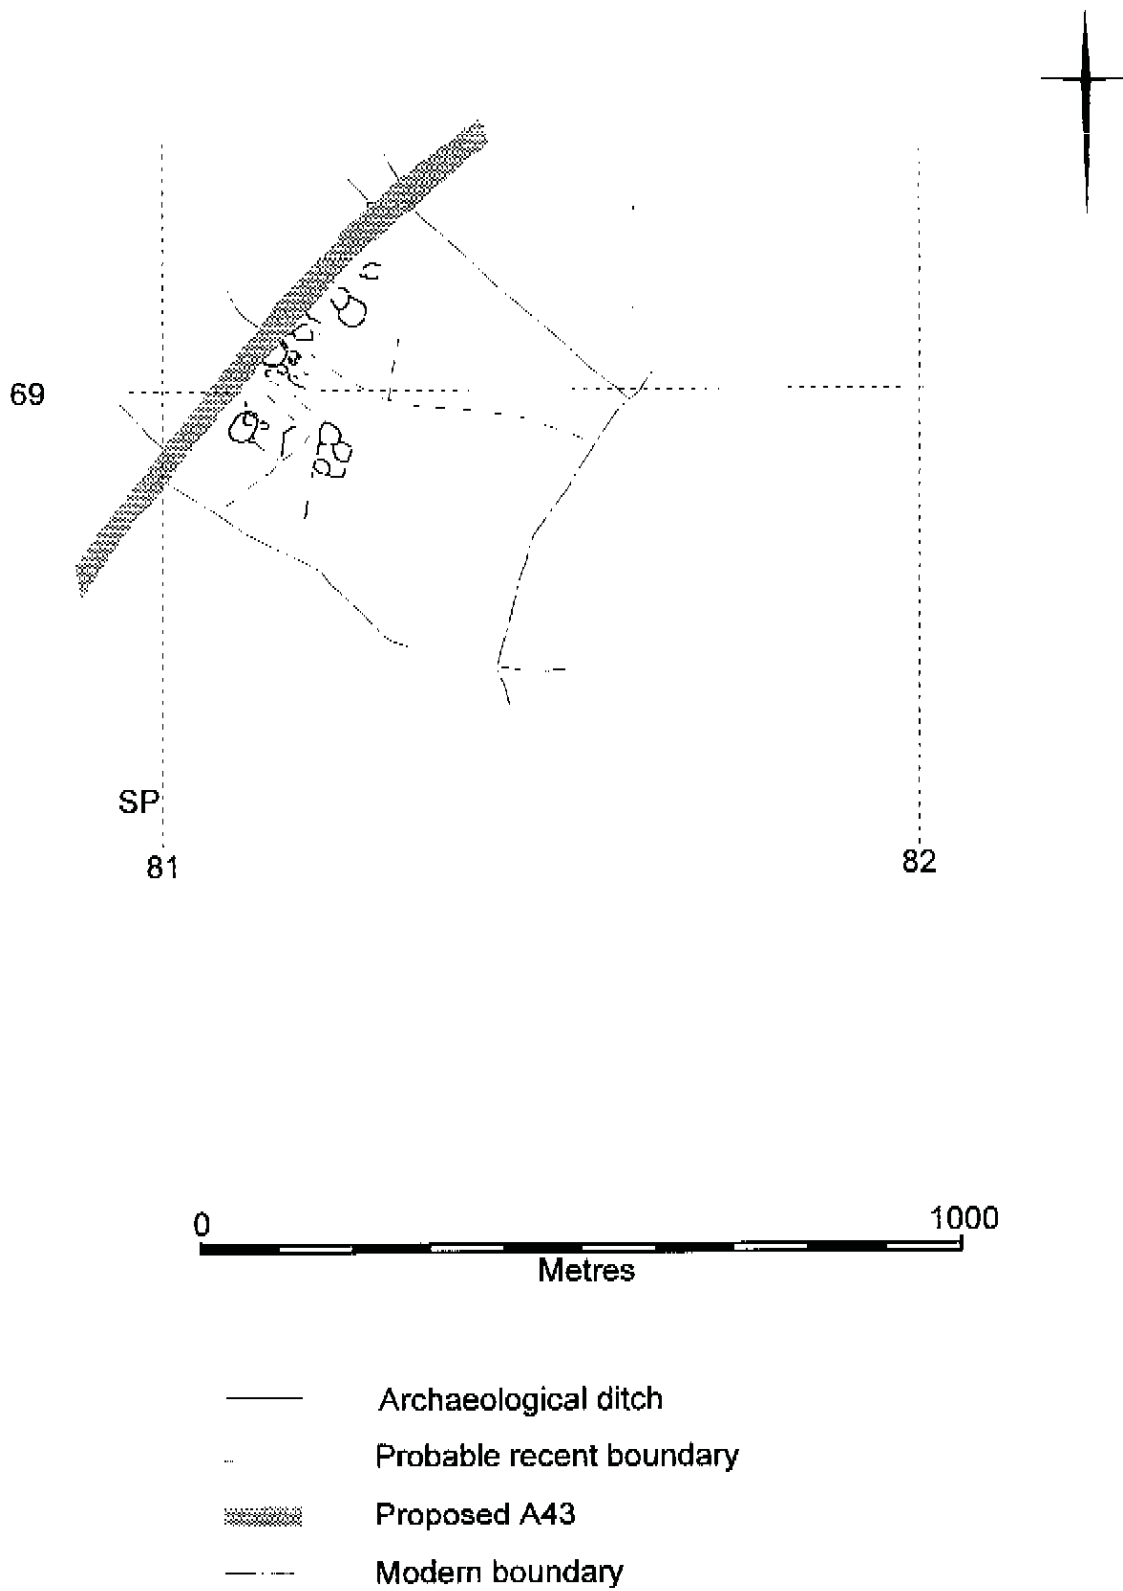 69
SP
81
82
0
1000
Metres
Archaeological ditch
Probable recent boundary
Proposed A43
Modern boundary